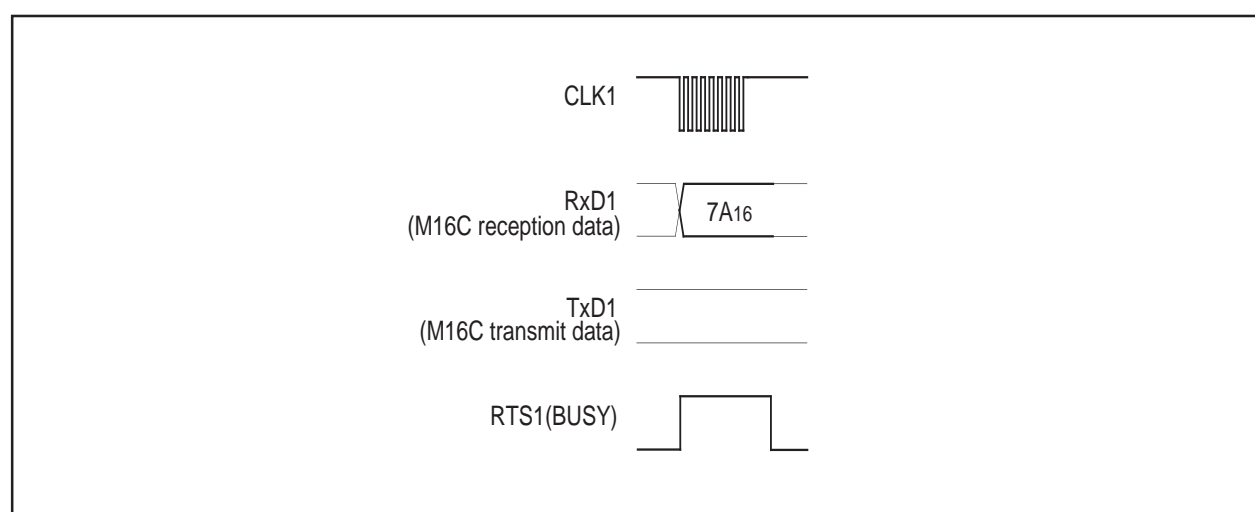 CLK1
RxD1
(M16C reception data)
7A16
TxD1
(M16C transmit data)
RTS1(BUSY)